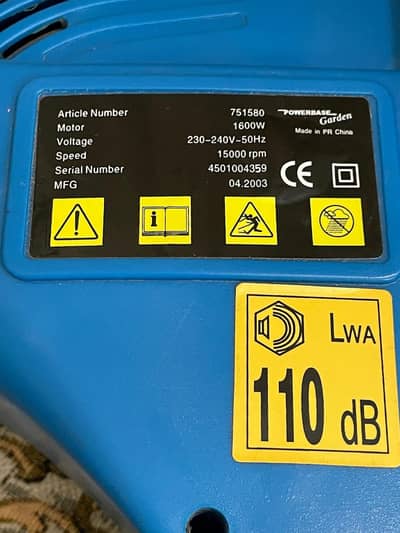 Article Number 751580
Motor 1600W
Voltage 230-240V-50Hz
Speed 15000 rpm
Serial Number 4501004359
MFG 04.2003
POWERBASE
Garden
Made in PR China
CE
i
LWA
110 dB